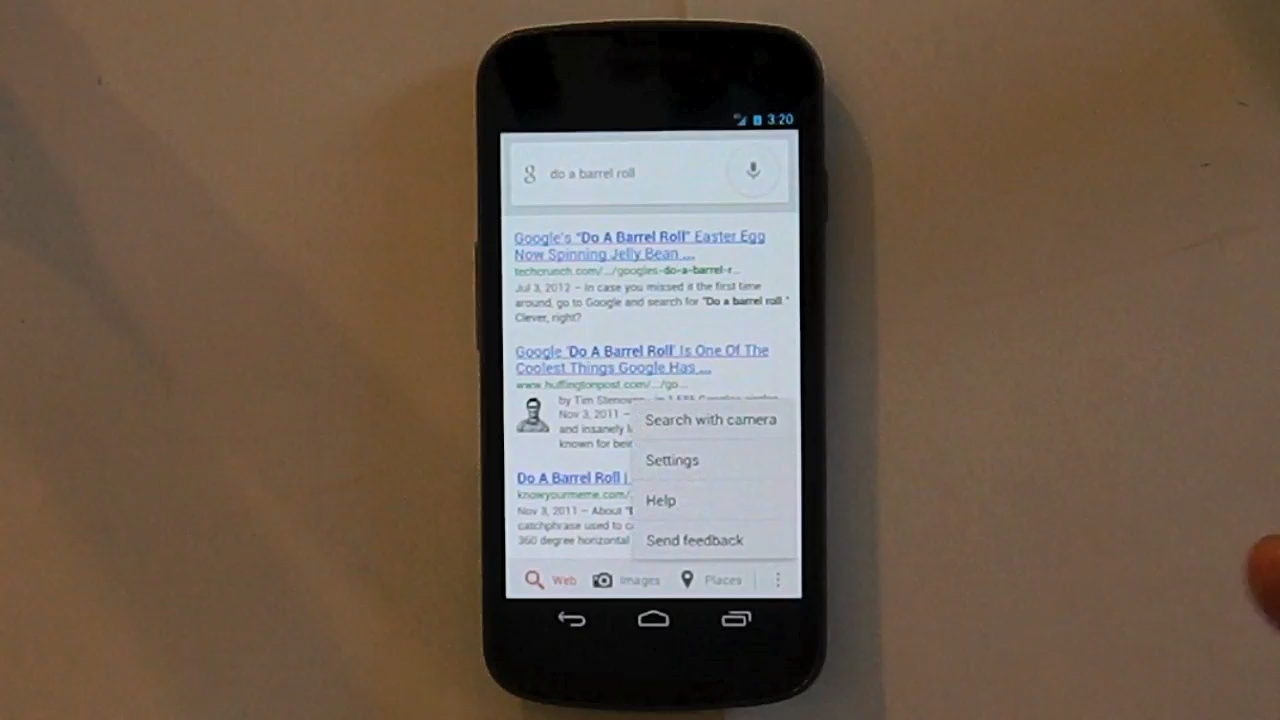 3:20
g do a barrel roll
Google's "Do A Barrel Roll" Easter Egg
Now Spinning Jelly Bean ...
techcrunch.com/.../googles-do-a-barrel-r...
Jul 3, 2012 – In case you missed it the first time
around, go to Google and search for "Do a barrel roll."
Clever, right?
Google 'Do A Barrel Roll' Is One Of The
Coolest Things Google Has ...
www.huffingtonpost.com/.../go...
by Tim
Nov 3, 2011 –
and insanely
known for
Do A Barrel Roll |
knowyourmeme.com/
Nov 3, 2011 – About
catchphrase used to
360 degree horizontal
Search with camera
Settings
Help
Send feedback
Web Images Places